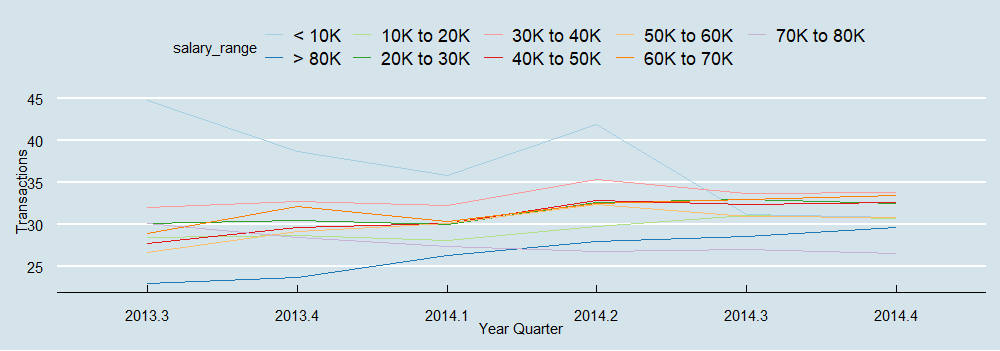 salary_range
< 10K 10K to 20K 30K to 40K 50K to 60K 70K to 80K
> 80K 20K to 30K 40K to 50K 60K to 70K
Transactions
45
40
35
30
25
2013.3 2013.4 2014.1 2014.2 2014.3 2014.4
Year Quarter